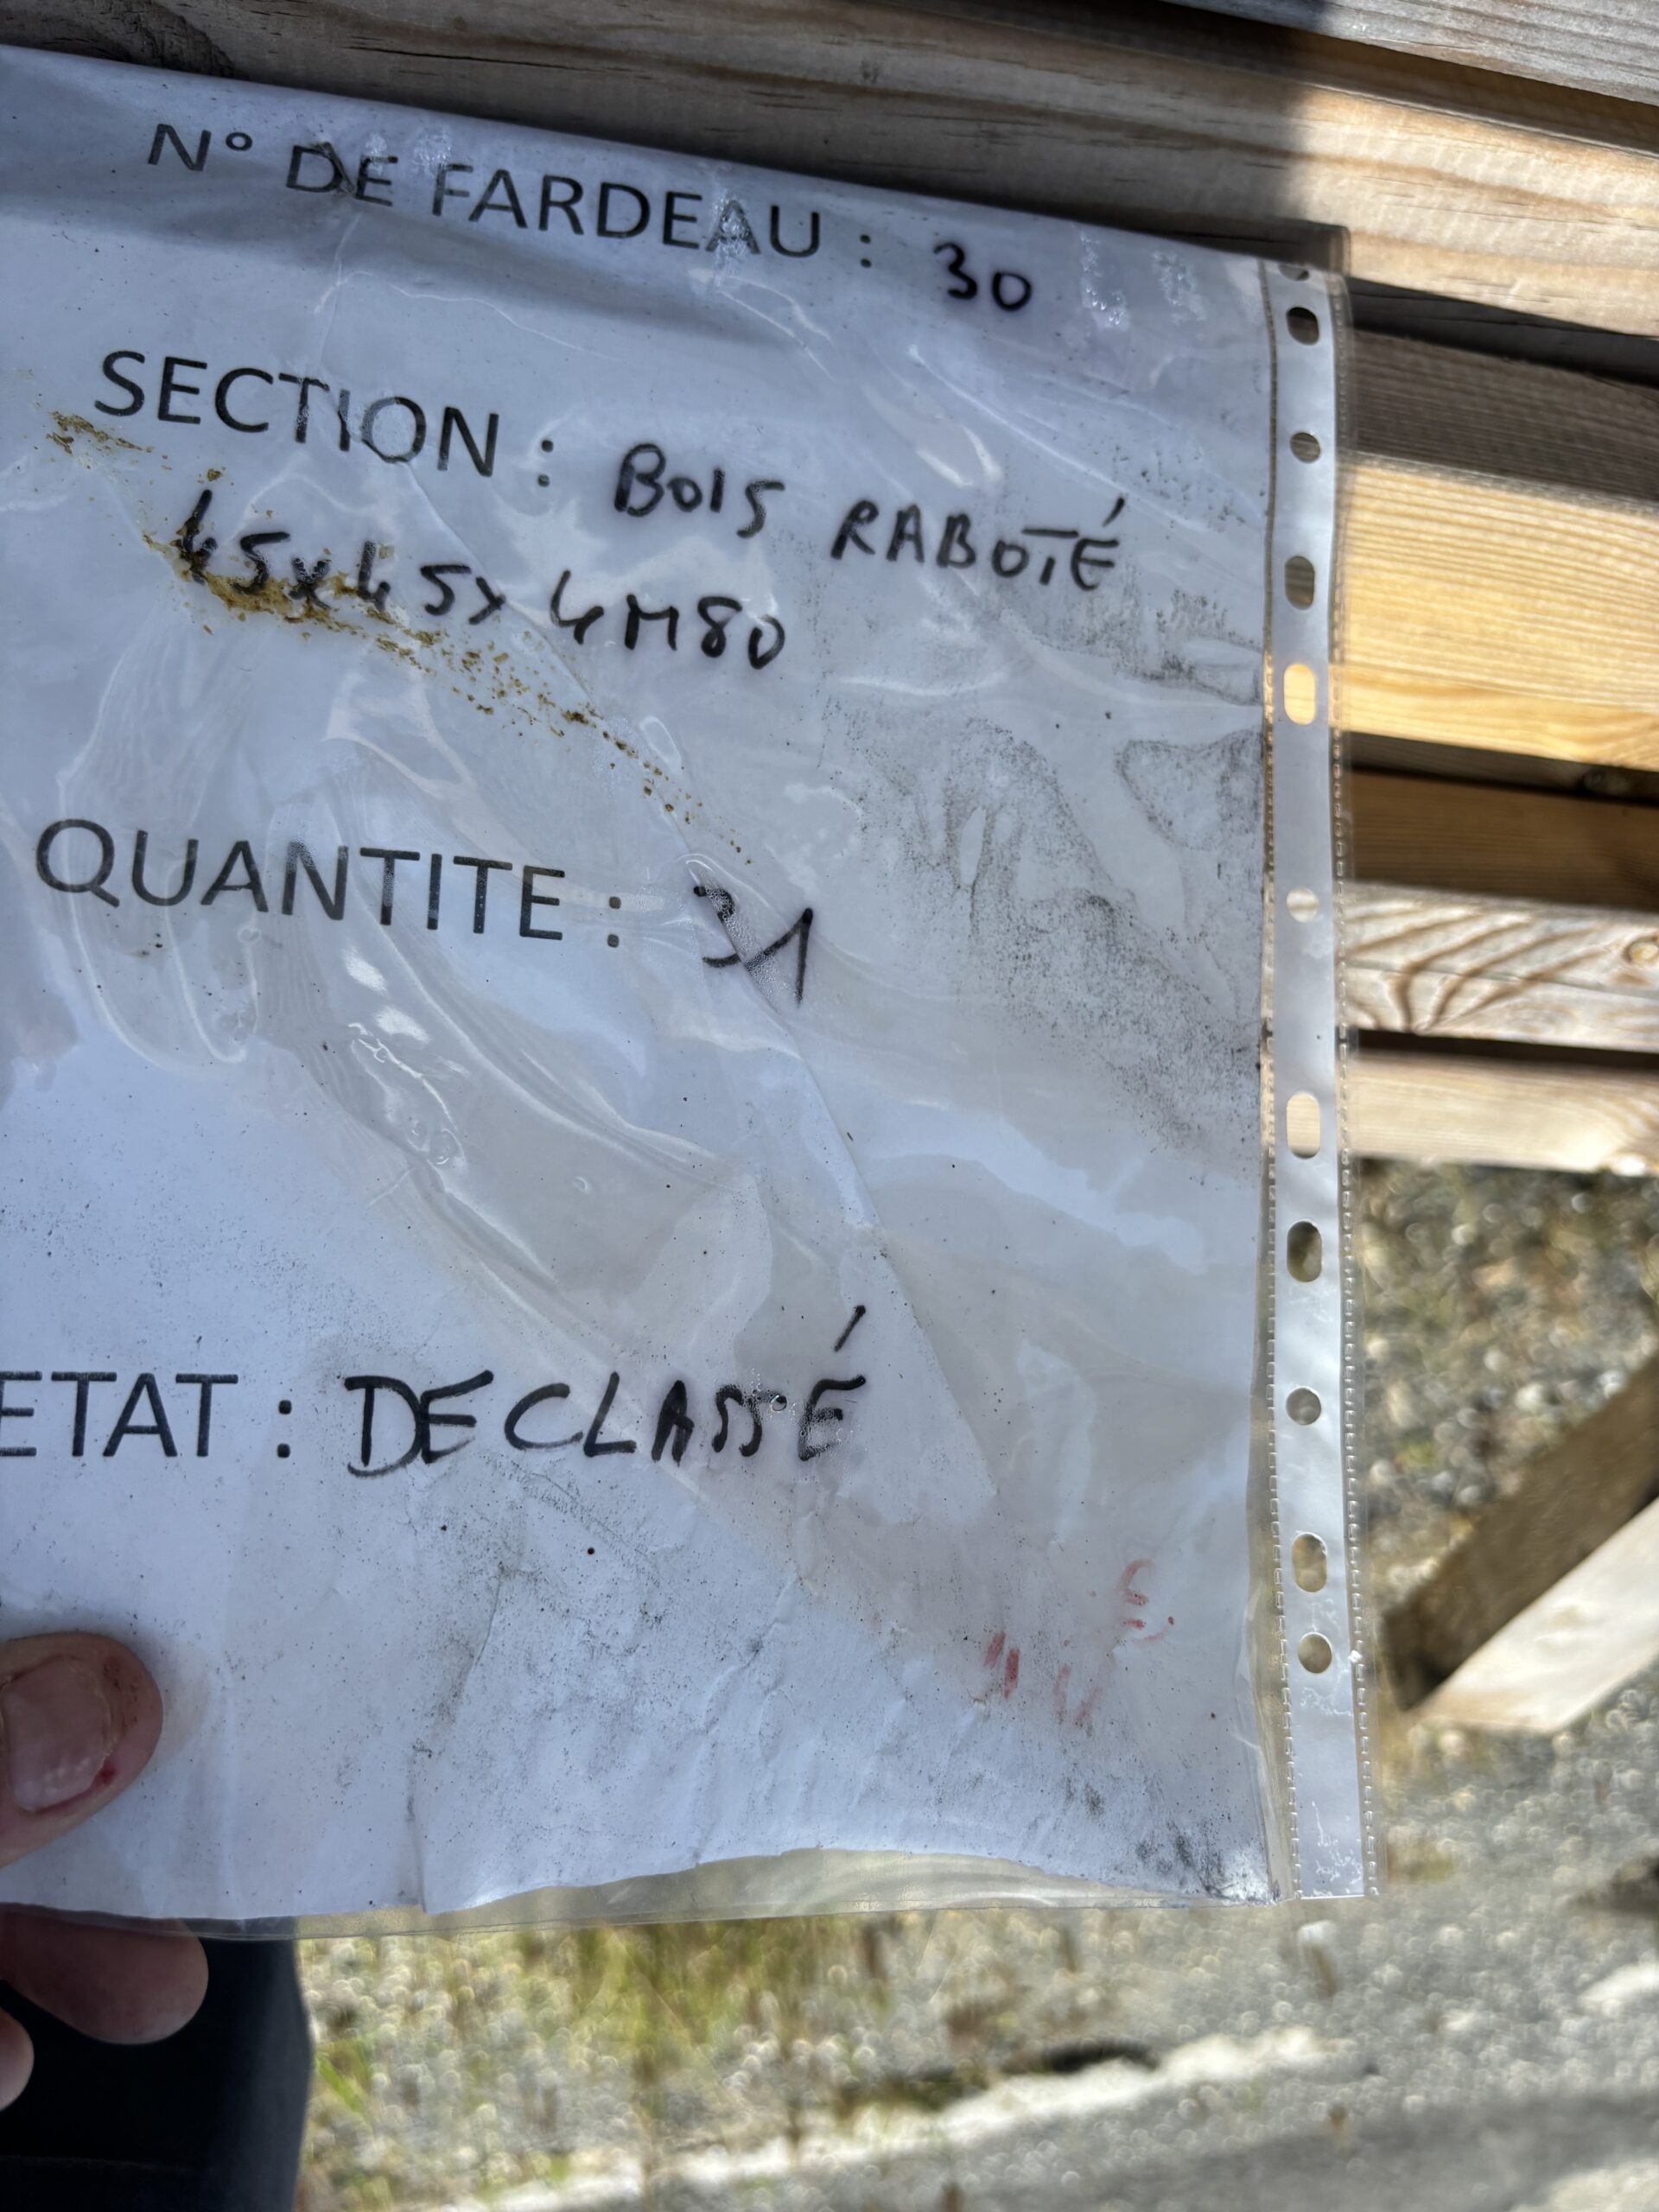 N° DE FARDEAU : 30
SECTION : BOIS RABOTÉ
45x45x4M80
QUANTITE : 31
ETAT : DECLASSÉ